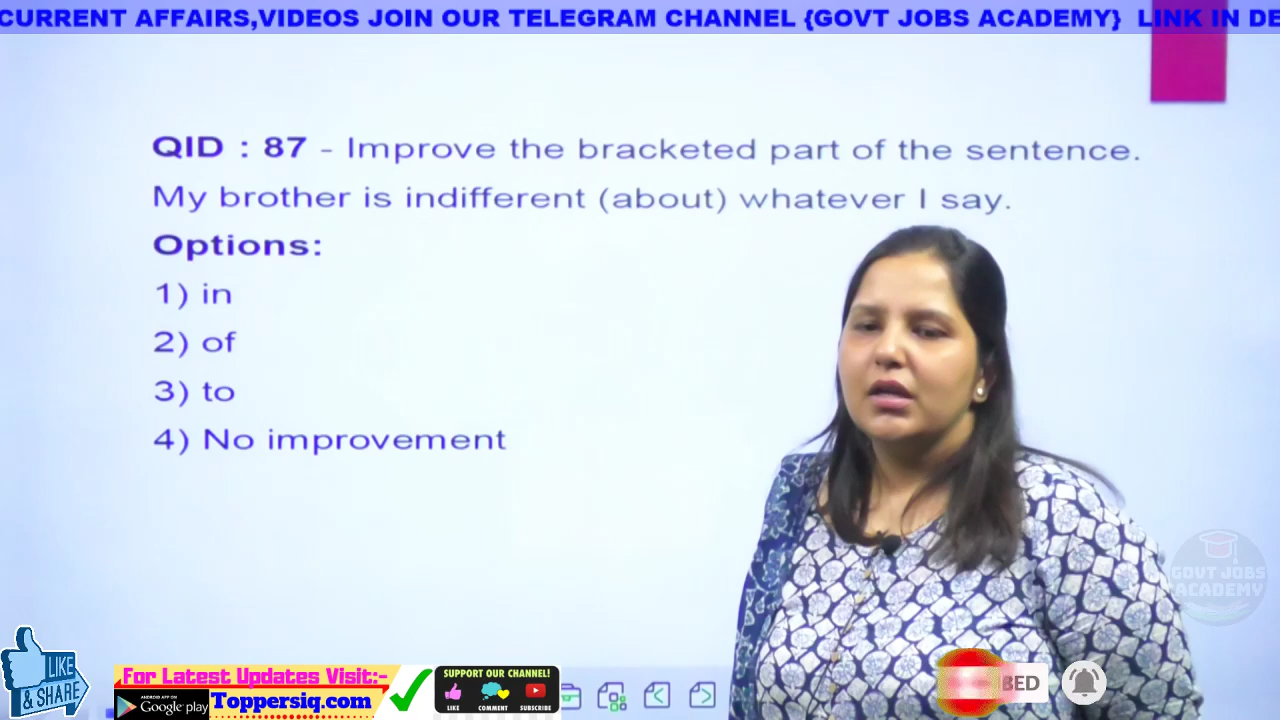 CURRENT AFFAIRS,VIDEOS JOIN OUR TELEGRAM CHANNEL {GOVT JOBS ACADEMY} LINK IN DE
QID : 87 - Improve the bracketed part of the sentence.
My brother is indifferent (about) whatever I say.
Options:
1) in
2) of
3) to
4) No improvement
GOVT JOBS
ACADEMY
LIKE
& SHARE
For Latest Updates Visit:-
ANDROID APP ON
Google play
Toppersiq.com
SUPPORT OUR CHANNEL!
LIKE COMMENT SUBSCRIBE
BED